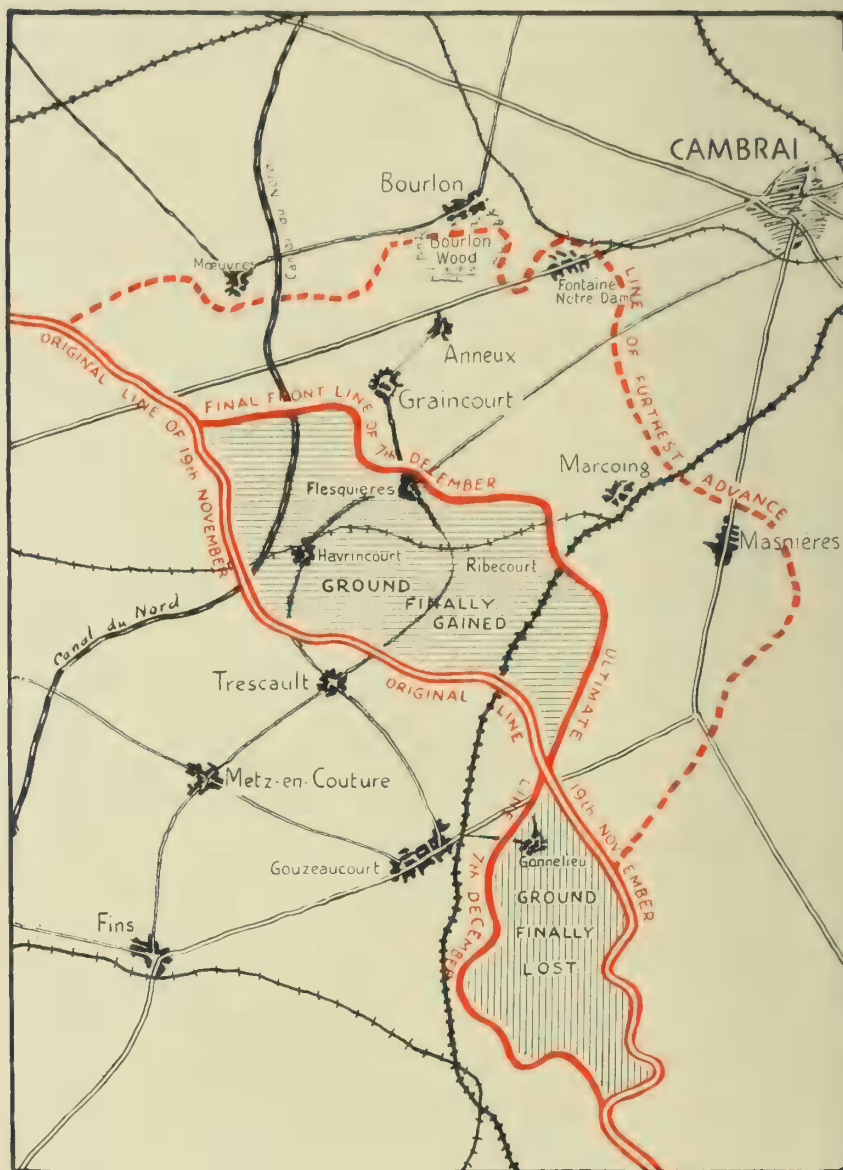 CAMBRAI
Bourlon
Bourlon
Wood
Mœuvres
Fontaine
Notre Dame
Canal du Nord
LINE OF FURTHEST ADVANCE
Anneux
Graincourt
ORIGINAL LINE OF 19th NOVEMBER
FINAL FRONT LINE OF 7th DECEMBER
Marcoing
Flesquières
Masnières
Havrincourt
Ribecourt
GROUND
FINALLY
GAINED
Canal du Nord
Trescault
ORIGINAL LINE
19th NOVEMBER
ULTIMATE
LINE 7th DECEMBER
Metz-en-Couture
Gouzeaucourt
Gonnelieu
GROUND
FINALLY
LOST
Fins